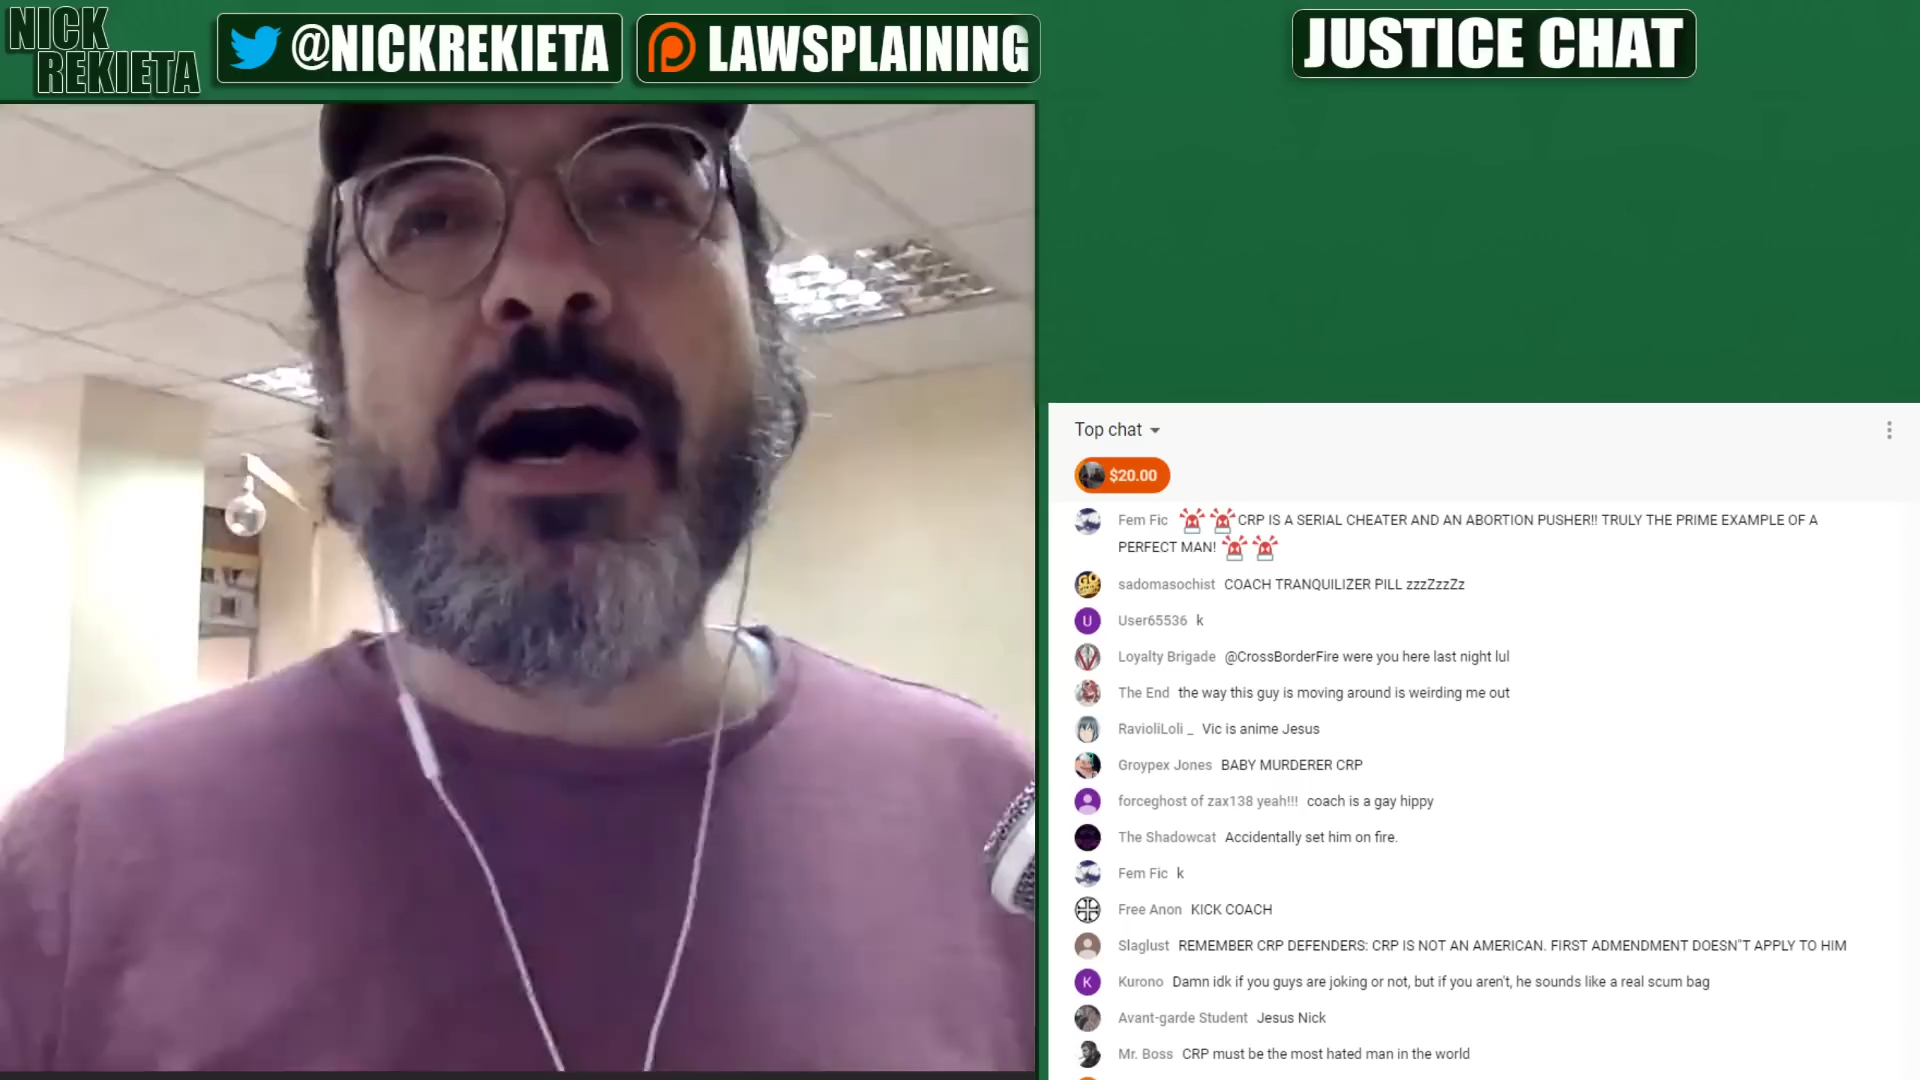 NICK
REKIETA
@NICKREKIETA
LAWSPLAINING
JUSTICE CHAT
Top chat
$20.00
Fem Fic CRP IS A SERIAL CHEATER AND AN ABORTION PUSHER!! TRULY THE PRIME EXAMPLE OF A
PERFECT MAN!
sadomasochist COACH TRANQUILIZER PILL zzzZzzZz
U User65536 k
Loyalty Brigade @CrossBorderFire were you here last night lul
The End the way this guy is moving around is weirding me out
RavioliLoli _ Vic is anime Jesus
Groypex Jones BABY MURDERER CRP
forceghost of zax138 yeah!!! coach is a gay hippy
The Shadowcat Accidentally set him on fire.
Fem Fic k
Free Anon KICK COACH
Slaglust REMEMBER CRP DEFENDERS: CRP IS NOT AN AMERICAN. FIRST ADMENDMENT DOESN"T APPLY TO HIM
K Kurono Damn idk if you guys are joking or not, but if you aren't, he sounds like a real scum bag
Avant-garde Student Jesus Nick
Mr. Boss CRP must be the most hated man in the world